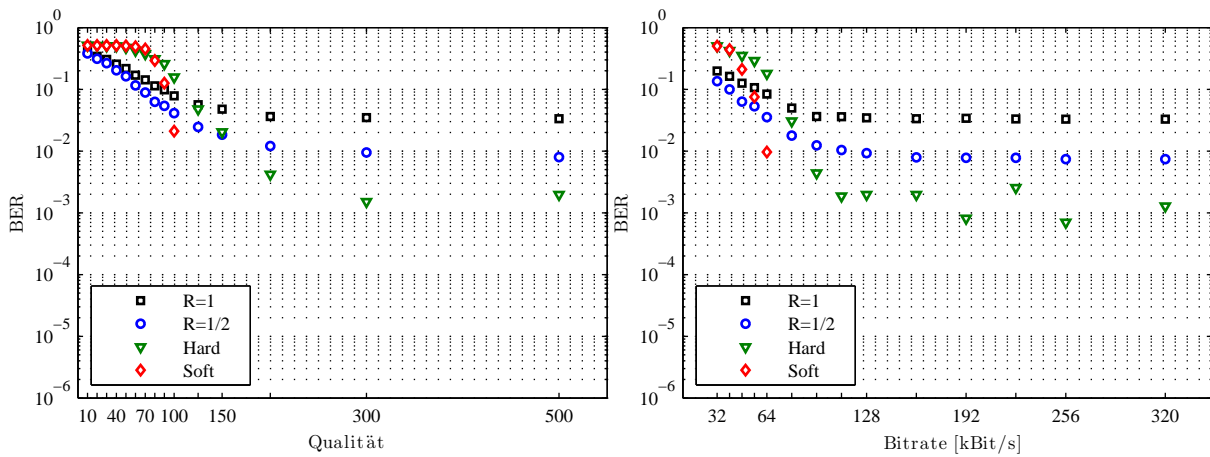 10^0
10^-1
10^-2
10^-3
10^-4
10^-5
10^-6
BER
R=1
R=1/2
Hard
Soft
10 40 70 100 150 300 500
Qualität
10^0
10^-1
10^-2
10^-3
10^-4
10^-5
10^-6
BER
R=1
R=1/2
Hard
Soft
32 64 128 192 256 320
Bitrate [kBit/s]